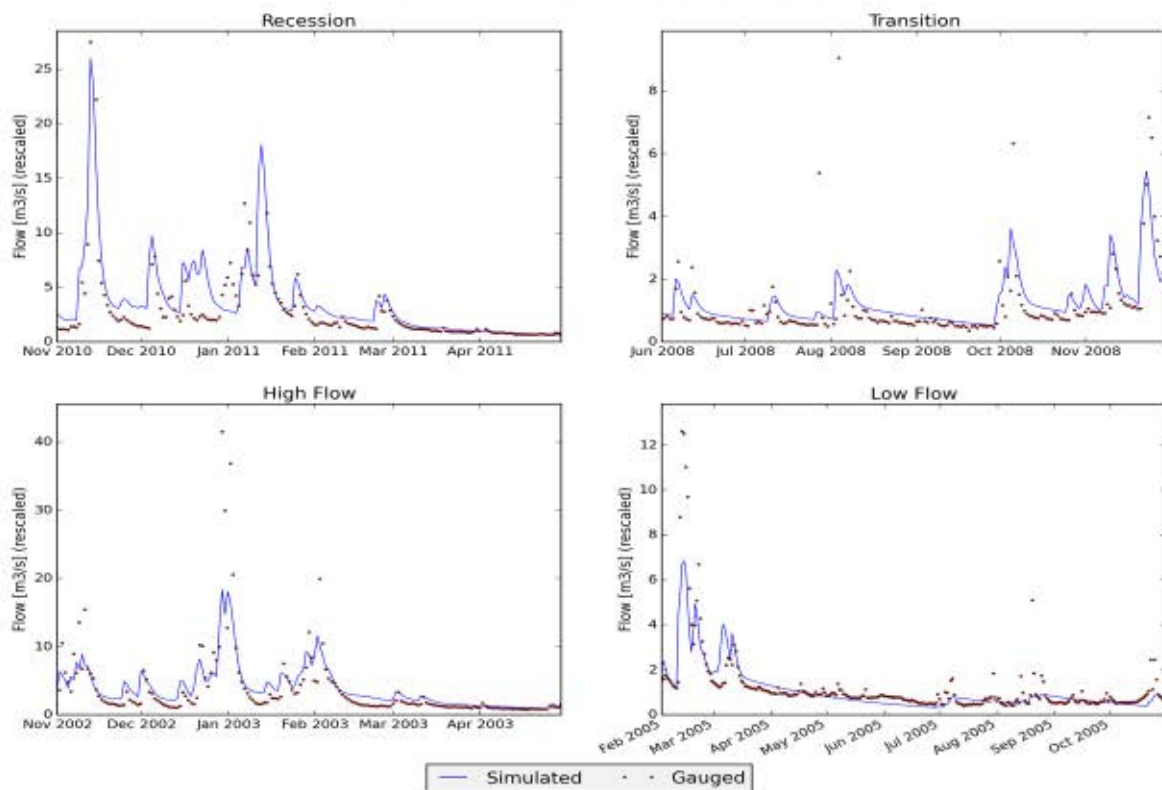 Recession
Flow [m3/s] (rescaled)
25
20
15
10
5
0
Nov 2010 Dec 2010 Jan 2011 Feb 2011 Mar 2011 Apr 2011
Transition
Flow [m3/s] (rescaled)
8
6
4
2
0
Jun 2008 Jul 2008 Aug 2008 Sep 2008 Oct 2008 Nov 2008
High Flow
Flow [m3/s] (rescaled)
40
30
20
10
0
Nov 2002 Dec 2002 Jan 2003 Feb 2003 Mar 2003 Apr 2003
Low Flow
Flow [m3/s] (rescaled)
12
10
8
6
4
2
0
Feb 2005 Mar 2005 Apr 2005 May 2005 Jun 2005 Jul 2005 Aug 2005 Sep 2005 Oct 2005
Simulated Gauged